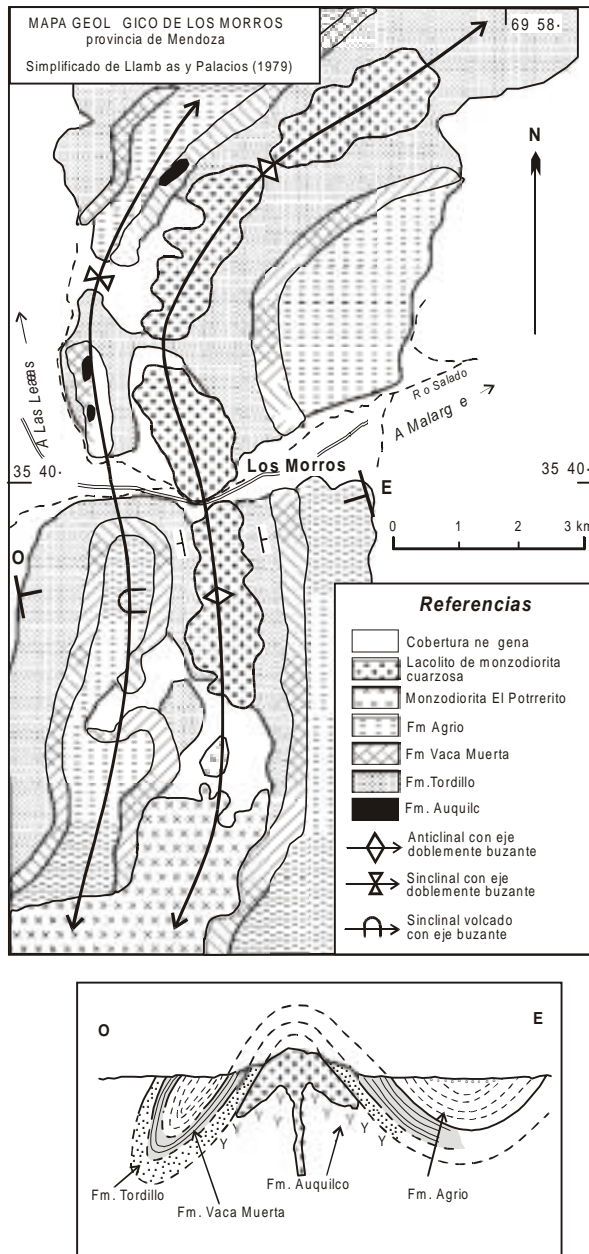 MAPA GEOL GICO DE LOS MORROS
provincia de Mendoza
Simplificado de Llamb as y Palacios (1979)
69 58·
N
A Las Leæas
R o Salado
A Malarg e
Los Morros
35 40·
35 40·
O
E
0 1 2 3 km
Referencias
Cobertura ne gena
Lacolito de monzodiorita
cuarzosa
Monzodiorita El Potrrerito
Fm Agrio
Fm Vaca Muerta
Fm.Tordillo
Fm. Auquilc
Anticlinal con eje
doblemente buzante
Sinclinal con eje
doblemente buzante
Sinclinal volcado
con eje buzante
O
E
Fm. Tordillo
Fm. Vaca Muerta
Fm. Auquilco
Fm. Agrio